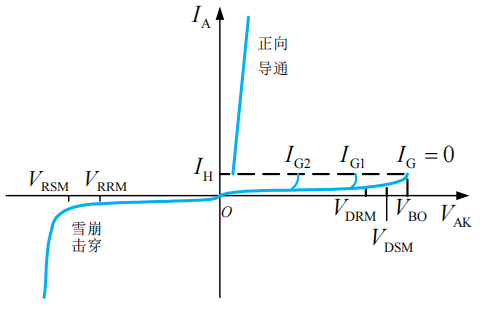 I_A
正向
导通
I_H
I_G2
I_G1
I_G = 0
V_RSM
V_RRM
O
V_DRM
V_BO
V_AK
V_DSM
雪崩
击穿